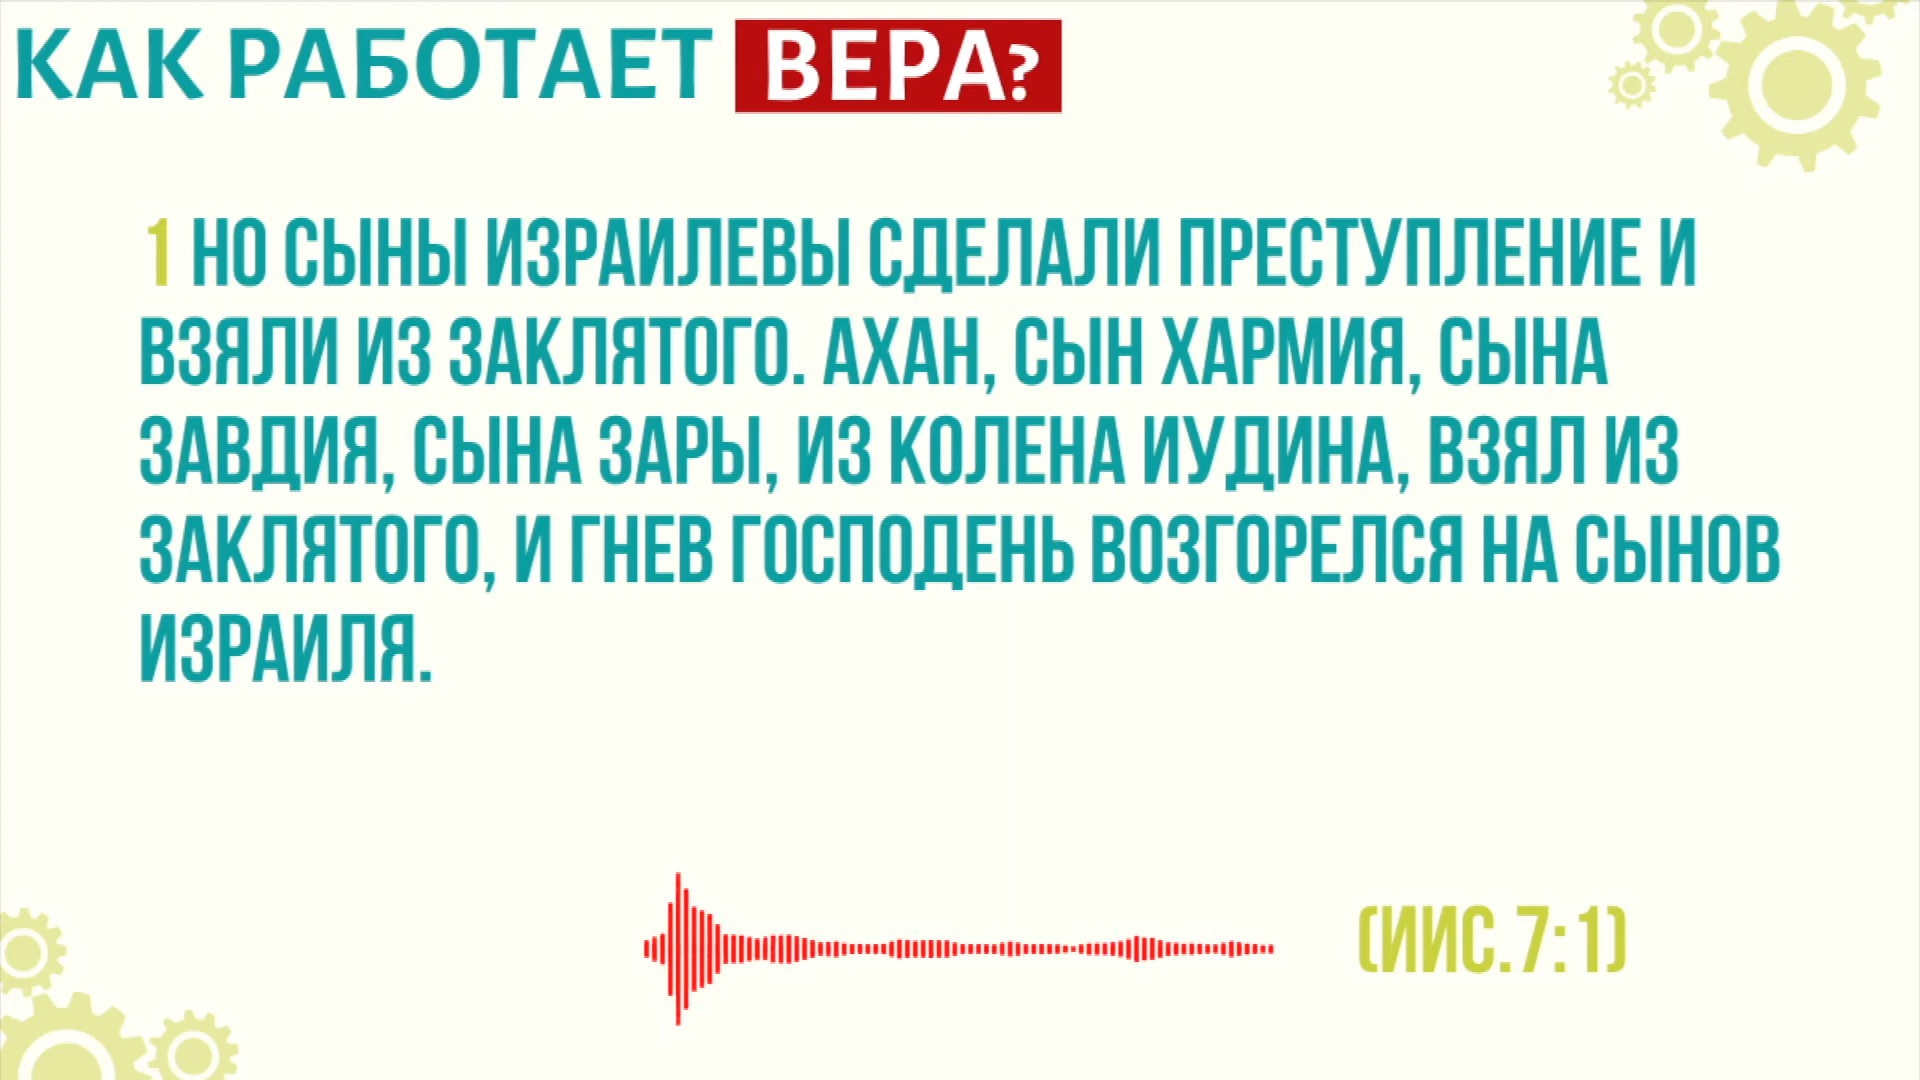 КАК РАБОТАЕТ ВЕРА?
1 НО СЫНЫ ИЗРАИЛЕВЫ СДЕЛАЛИ ПРЕСТУПЛЕНИЕ И
ВЗЯЛИ ИЗ ЗАКЛЯТОГО. АХАН, СЫН ХАРМИЯ, СЫНА
ЗАВДИЯ, СЫНА ЗАРЫ, ИЗ КОЛЕНА ИУДИНА, ВЗЯЛ ИЗ
ЗАКЛЯТОГО, И ГНЕВ ГОСПОДЕНЬ ВОЗГОРЕЛСЯ НА СЫНОВ
ИЗРАИЛЯ.
(ИИС.7:1)